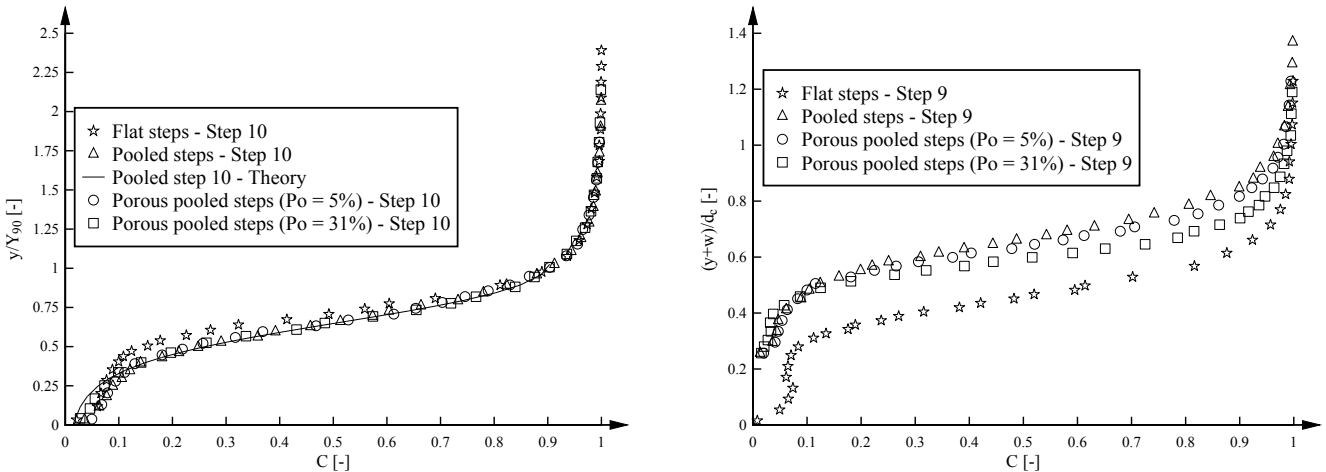 2.5
2.25
2
1.75
1.5
1.25
1
0.75
0.5
0.25
0
y/Y90 [-]
Flat steps - Step 10
Pooled steps - Step 10
Pooled step 10 - Theory
Porous pooled steps (Po = 5%) - Step 10
Porous pooled steps (Po = 31%) - Step 10
0 0.1 0.2 0.3 0.4 0.5 0.6 0.7 0.8 0.9 1
C [-]
1.4
1.2
1
0.8
0.6
0.4
0.2
0
(y+w)/dc [-]
Flat steps - Step 9
Pooled steps - Step 9
Porous pooled steps (Po = 5%) - Step 9
Porous pooled steps (Po = 31%) - Step 9
0 0.1 0.2 0.3 0.4 0.5 0.6 0.7 0.8 0.9 1
C [-]